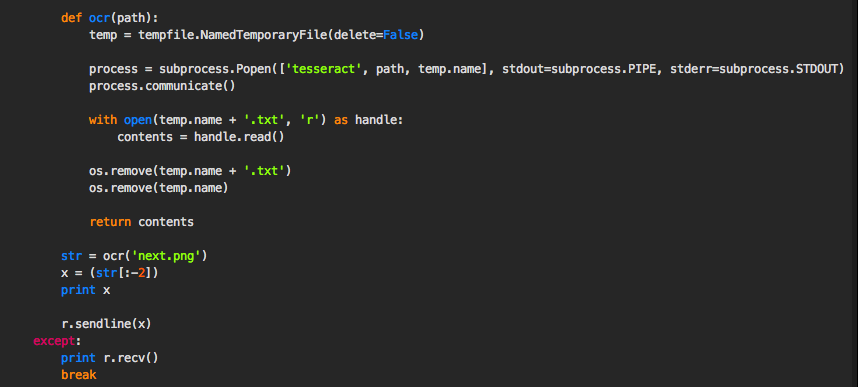 def ocr(path):
temp = tempfile.NamedTemporaryFile(delete=False)
process = subprocess.Popen(['tesseract', path, temp.name], stdout=subprocess.PIPE, stderr=subprocess.STDOUT)
process.communicate()
with open(temp.name + '.txt', 'r') as handle:
contents = handle.read()
os.remove(temp.name + '.txt')
os.remove(temp.name)
return contents
str = ocr('next.png')
x = (str[:-2])
print x
r.sendline(x)
except:
print r.recv()
break